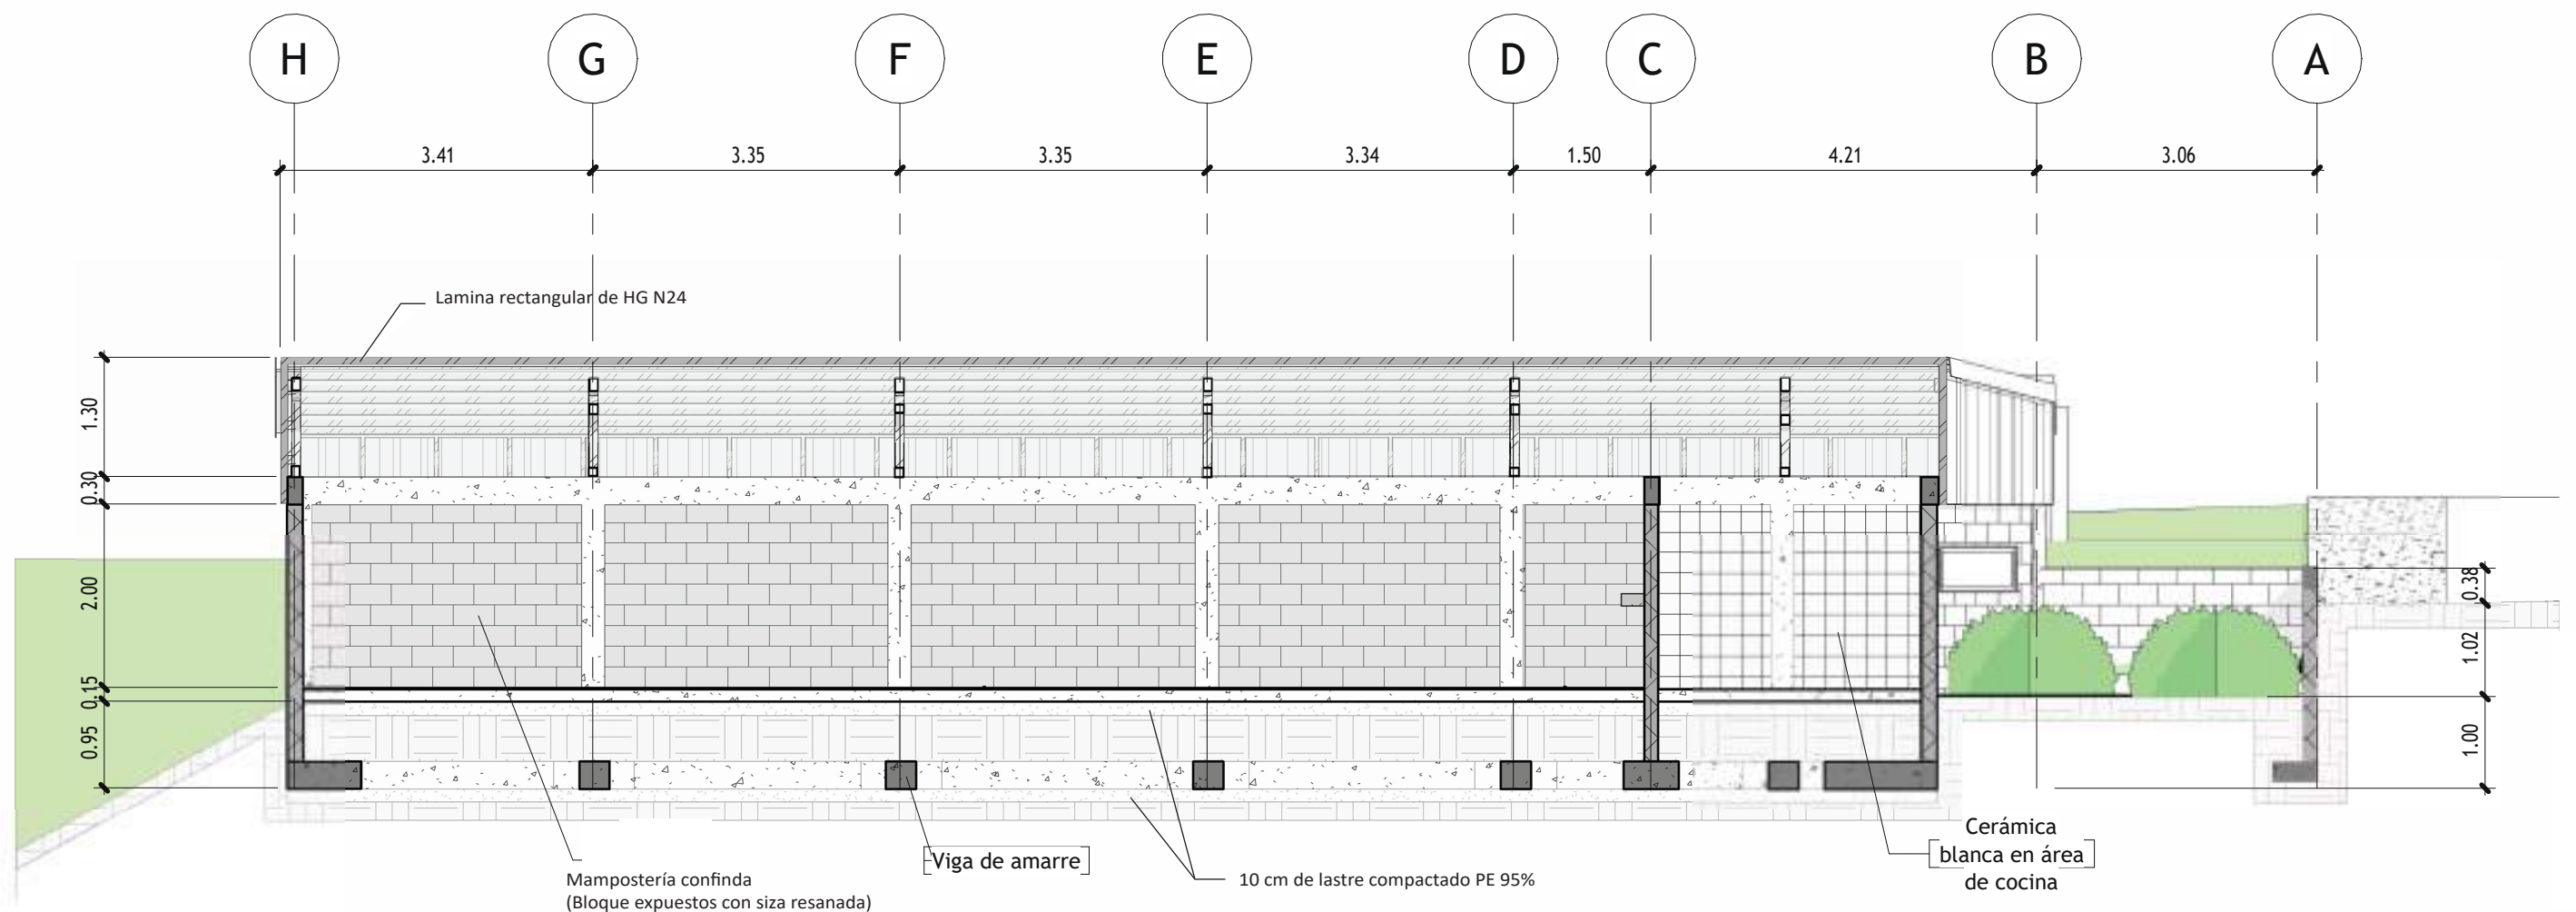 H
G
F
E
D
C
B
A
3.41
3.35
3.35
3.34
1.50
4.21
3.06
Lamina rectangular de HG N24
1.30
0.30
2.00
0.15
0.95
0.38
1.02
1.00
Mampostería confinda
(Bloque expuestos con siza resanada)
Viga de amarre
10 cm de lastre compactado PE 95%
Cerámica
blanca en área
de cocina